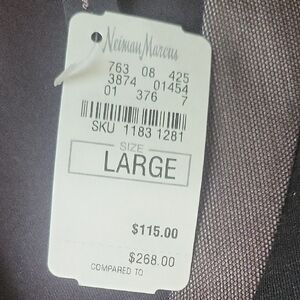 Neiman Marcus
763 08 425
3874 01454
01 376 7
SKU 1183 1281
SIZE
LARGE
$115.00
$268.00
COMPARED TO